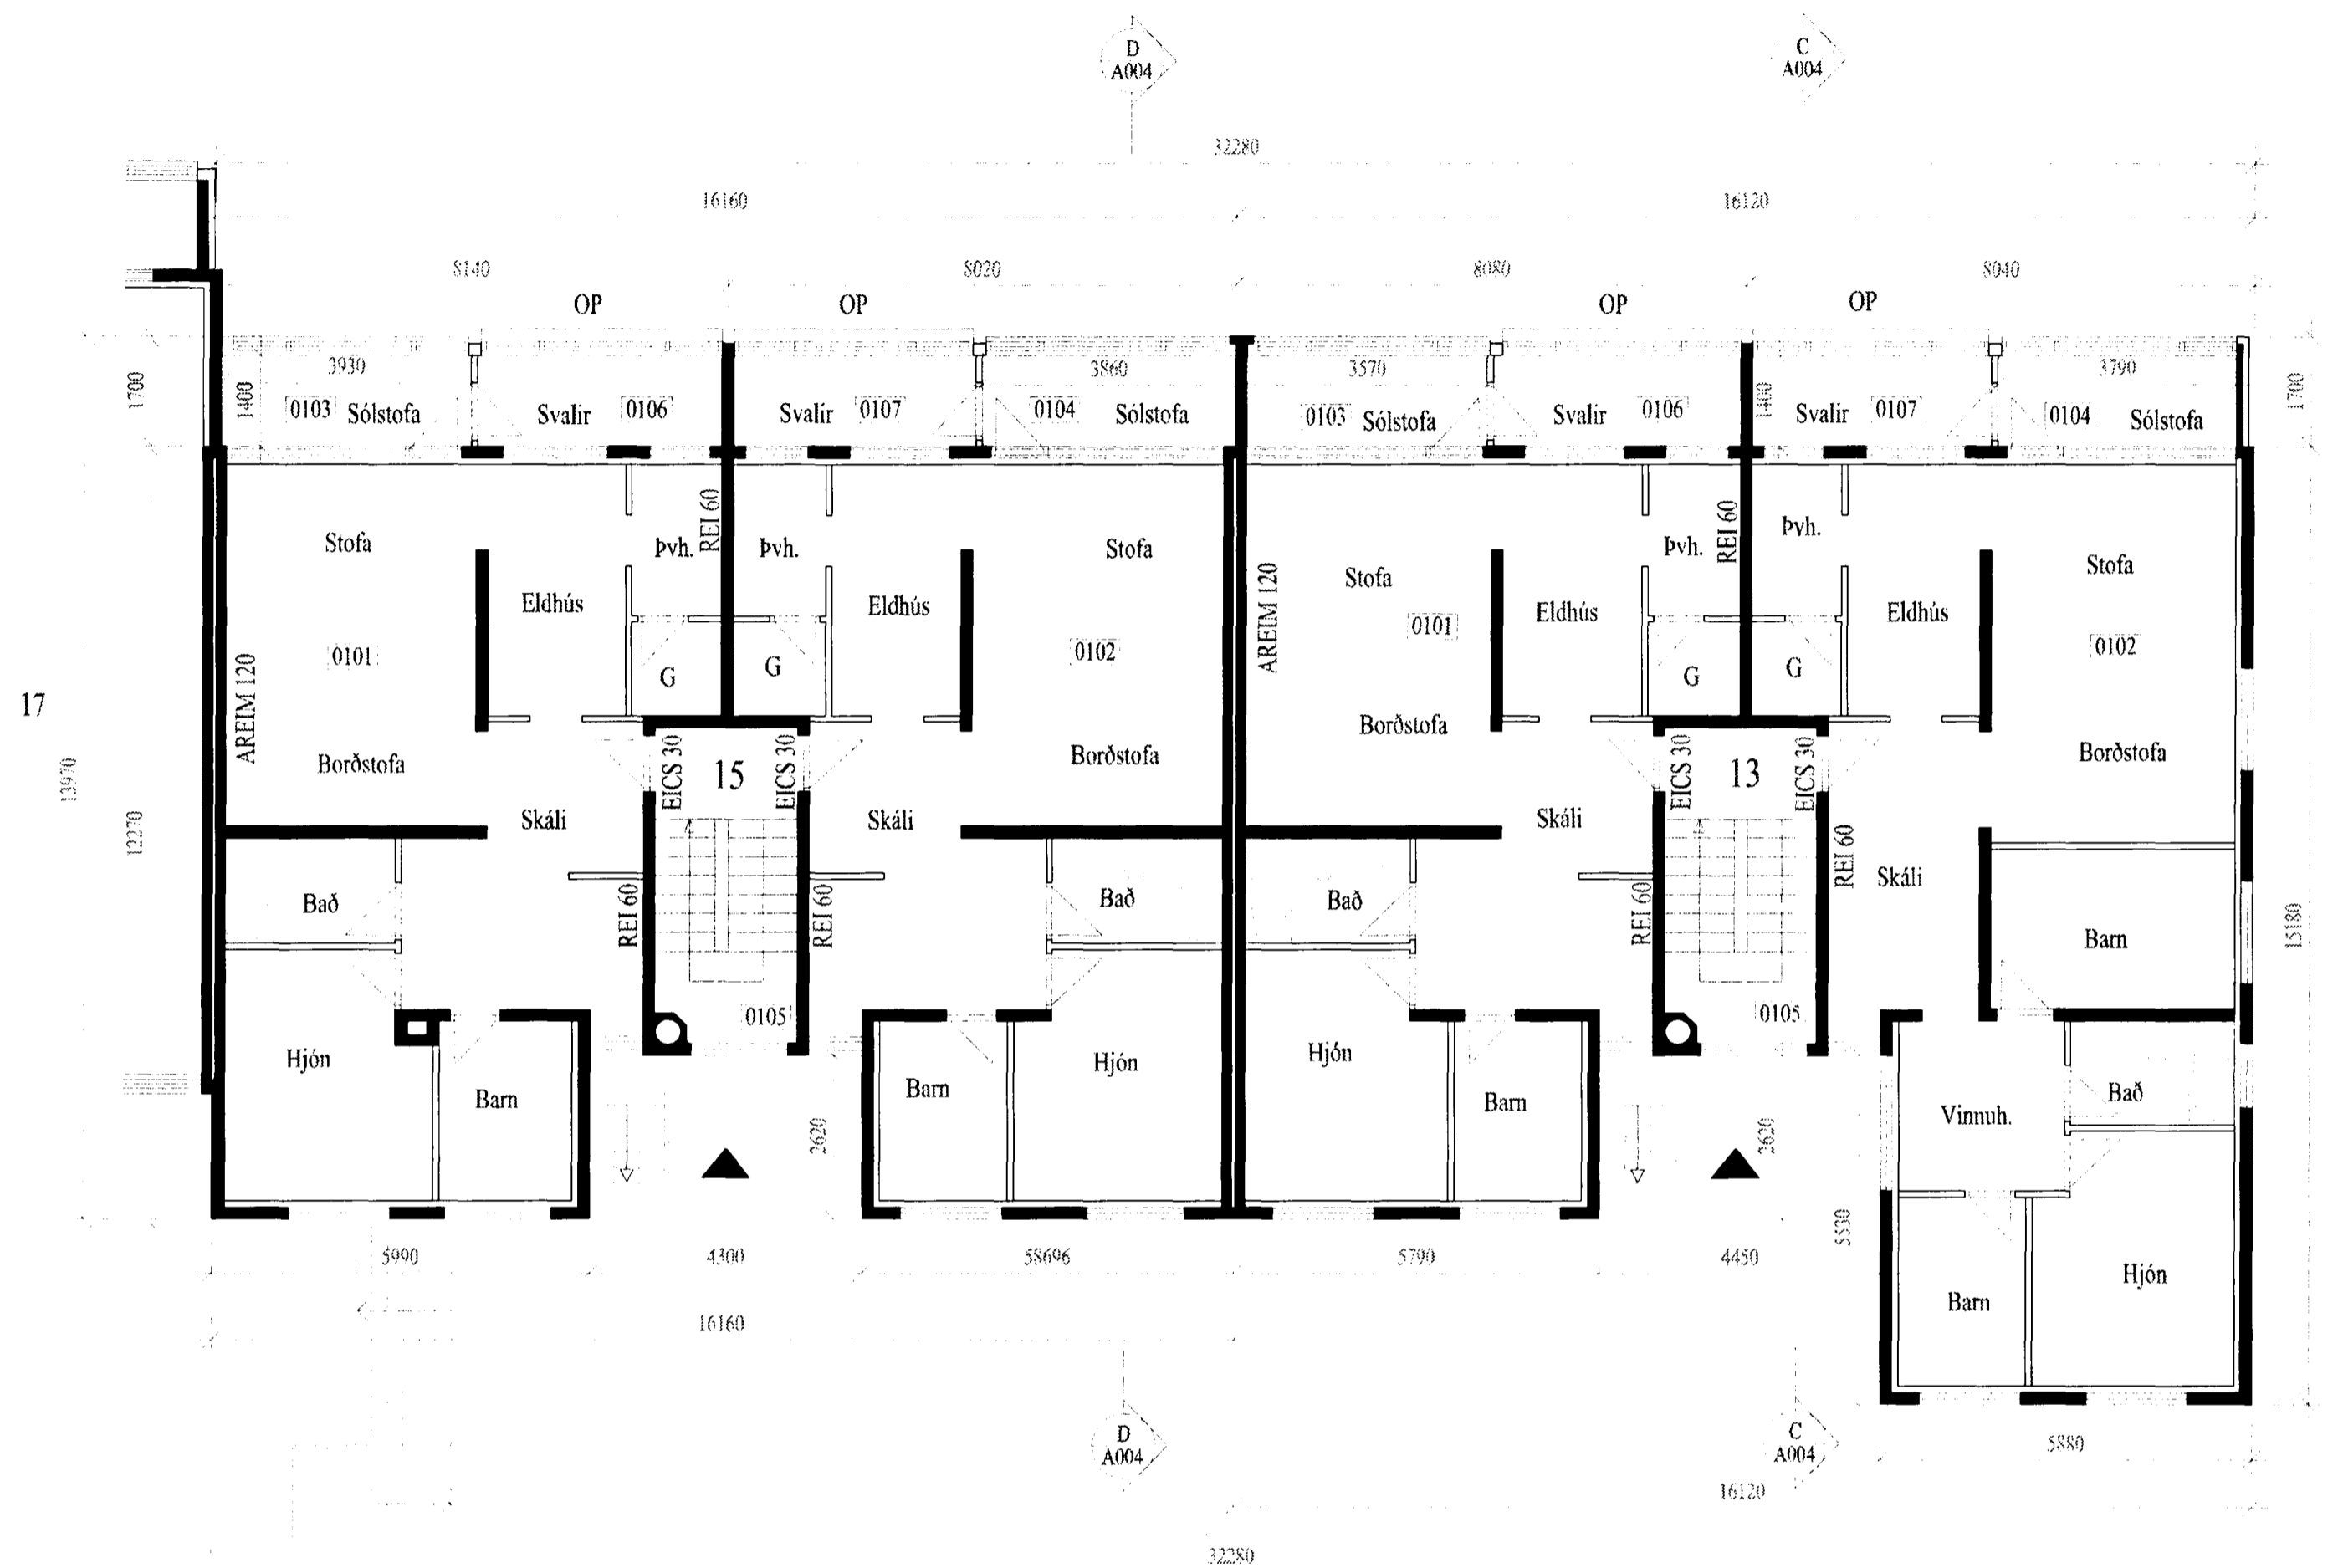 D
A004
C
A004
32280
16160
16120
8140
8020
8080
8040
OP
OP
OP
OP
3930
3860
3570
3790
1700
1400
1400
1700
0103
Sólstofa
Svalir
0106
Svalir
0107
0104
Sólstofa
0103
Sólstofa
Svalir
0106
Svalir
0107
0104
Sólstofa
Stofa
Þvh.
REI 60
Þvh.
Stofa
Stofa
Þvh.
REI 60
Þvh.
Stofa
Eldhús
Eldhús
Eldhús
Eldhús
AREIM 120
0101
0102
AREIM 120
0101
0102
G
G
G
G
17
Borðstofa
Borðstofa
Borðstofa
Borðstofa
EICS 30
15
EICS 30
EICS 30
13
EICS 30
13970
12270
Skáli
Skáli
Skáli
Skáli
REI 60
REI 60
REI 60
REI 60
Bað
Bað
Bað
Barn
15180
0105
0105
Hjón
Barn
Barn
Hjón
Hjón
Barn
Vinnuh.
Bað
2620
2620
5530
5990
4300
58696
5790
4450
Barn
Hjón
16160
D
A004
C
A004
5880
16120
32280